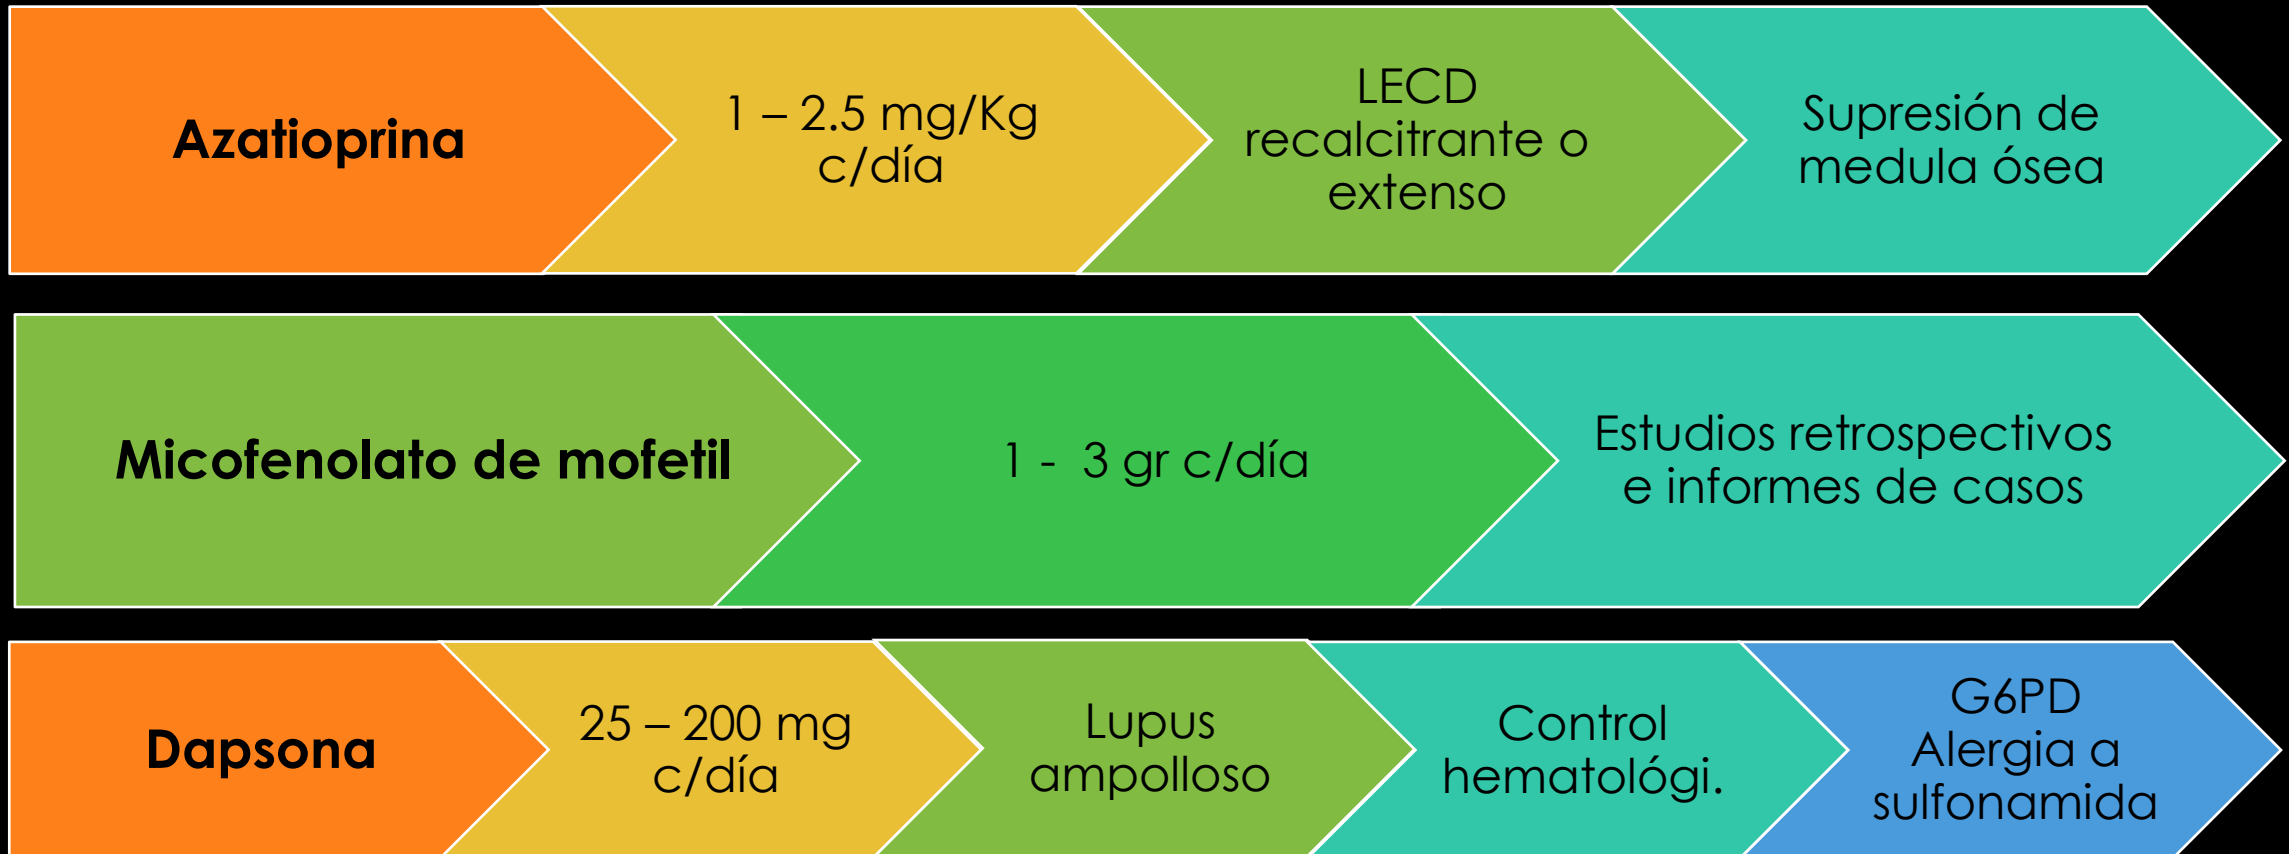 Azatioprina
1 – 2.5 mg/Kg
c/día
LECD
recalcitrante o
extenso
Supresión de
medula ósea
Micofenolato de mofetil
1 -  3 gr c/día
Estudios retrospectivos
e informes de casos
Dapsona
25 – 200 mg
c/día
Lupus
ampolloso
Control
hematológi.
G6PD
Alergia a
sulfonamida